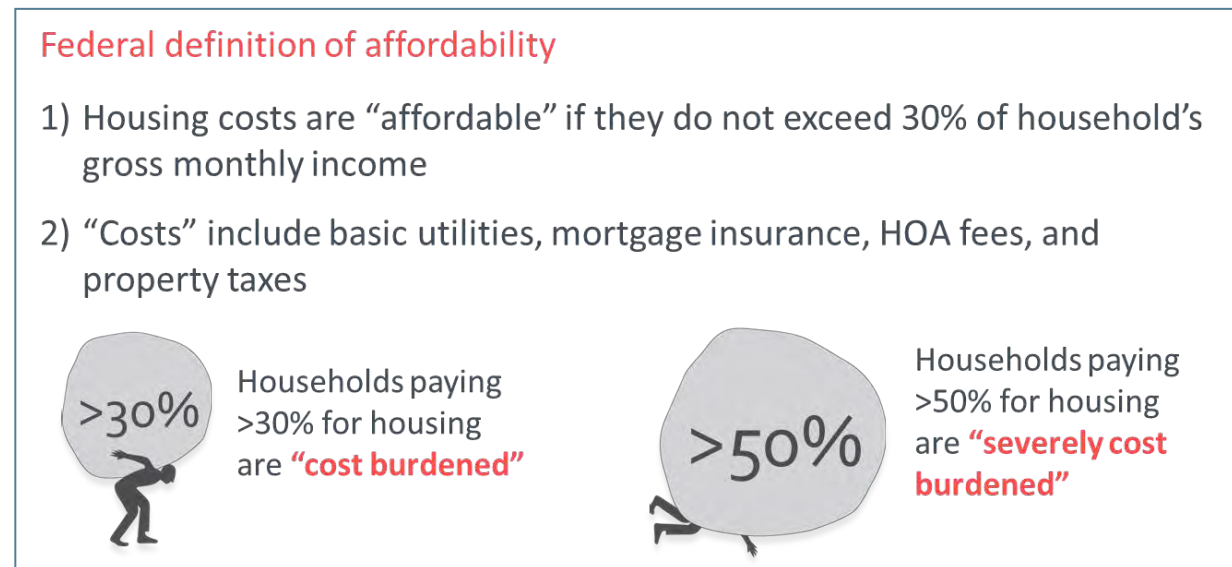 Federal definition of affordability
1) Housing costs are “affordable” if they do not exceed 30% of household’s
gross monthly income
2) “Costs” include basic utilities, mortgage insurance, HOA fees, and
property taxes
>30%
Households paying
>30% for housing
are “cost burdened”
>50%
Households paying
>50% for housing
are “severely cost
burdened”